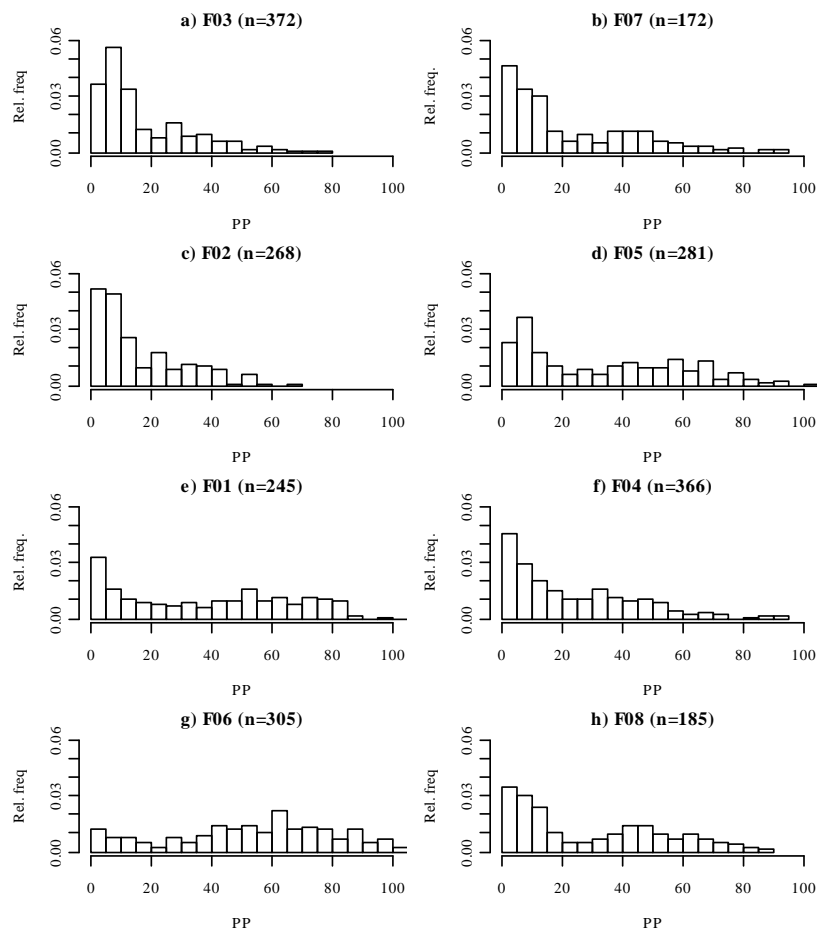 a) F03 (n=372)
Rel. freq
0.00 0.03 0.06
0 20 40 60 80 100
PP
b) F07 (n=172)
Rel. freq.
0.00 0.03 0.06
0 20 40 60 80 100
PP
c) F02 (n=268)
Rel. freq
0.00 0.03 0.06
0 20 40 60 80 100
PP
d) F05 (n=281)
Rel. freq
0.00 0.03 0.06
0 20 40 60 80 100
PP
e) F01 (n=245)
Rel. freq.
0.00 0.03 0.06
0 20 40 60 80 100
PP
f) F04 (n=366)
Rel. freq.
0.00 0.03 0.06
0 20 40 60 80 100
PP
g) F06 (n=305)
Rel. freq
0.00 0.03 0.06
0 20 40 60 80 100
PP
h) F08 (n=185)
Rel. freq
0.00 0.03 0.06
0 20 40 60 80 100
PP